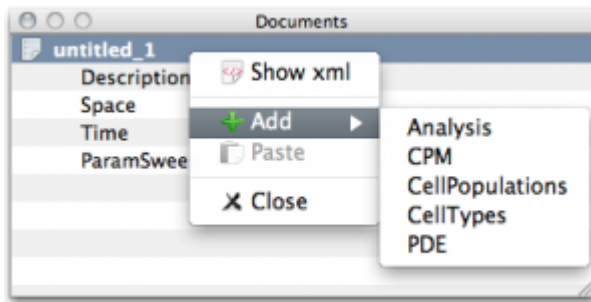 Documents
untitled_1
Description
Space
Time
ParamSwee
Show xml
Add
Paste
Close
Analysis
CPM
CellPopulations
CellTypes
PDE